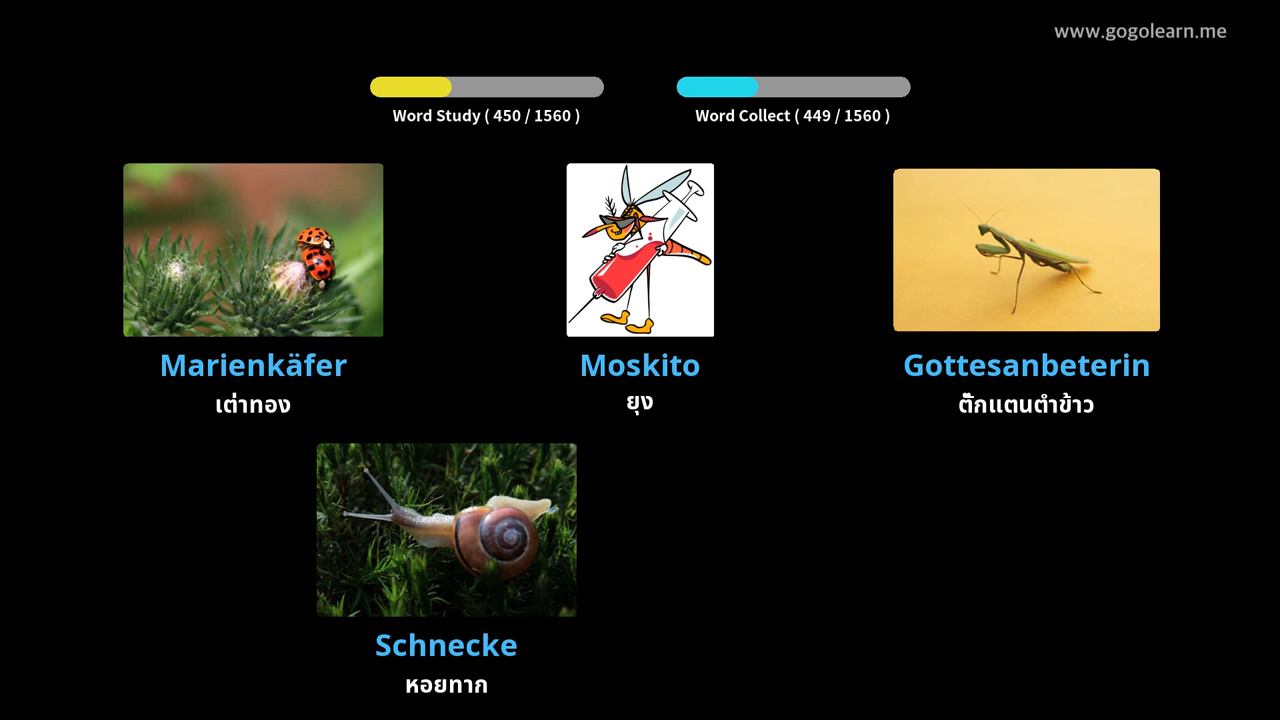 www.gogolearn.me
Word Study ( 450 / 1560 )
Word Collect ( 449 / 1560 )
Marienkäfer
เต่าทอง
Moskito
ยุง
Gottesanbeterin
ตั๊กแตนตำข้าว
Schnecke
หอยทาก